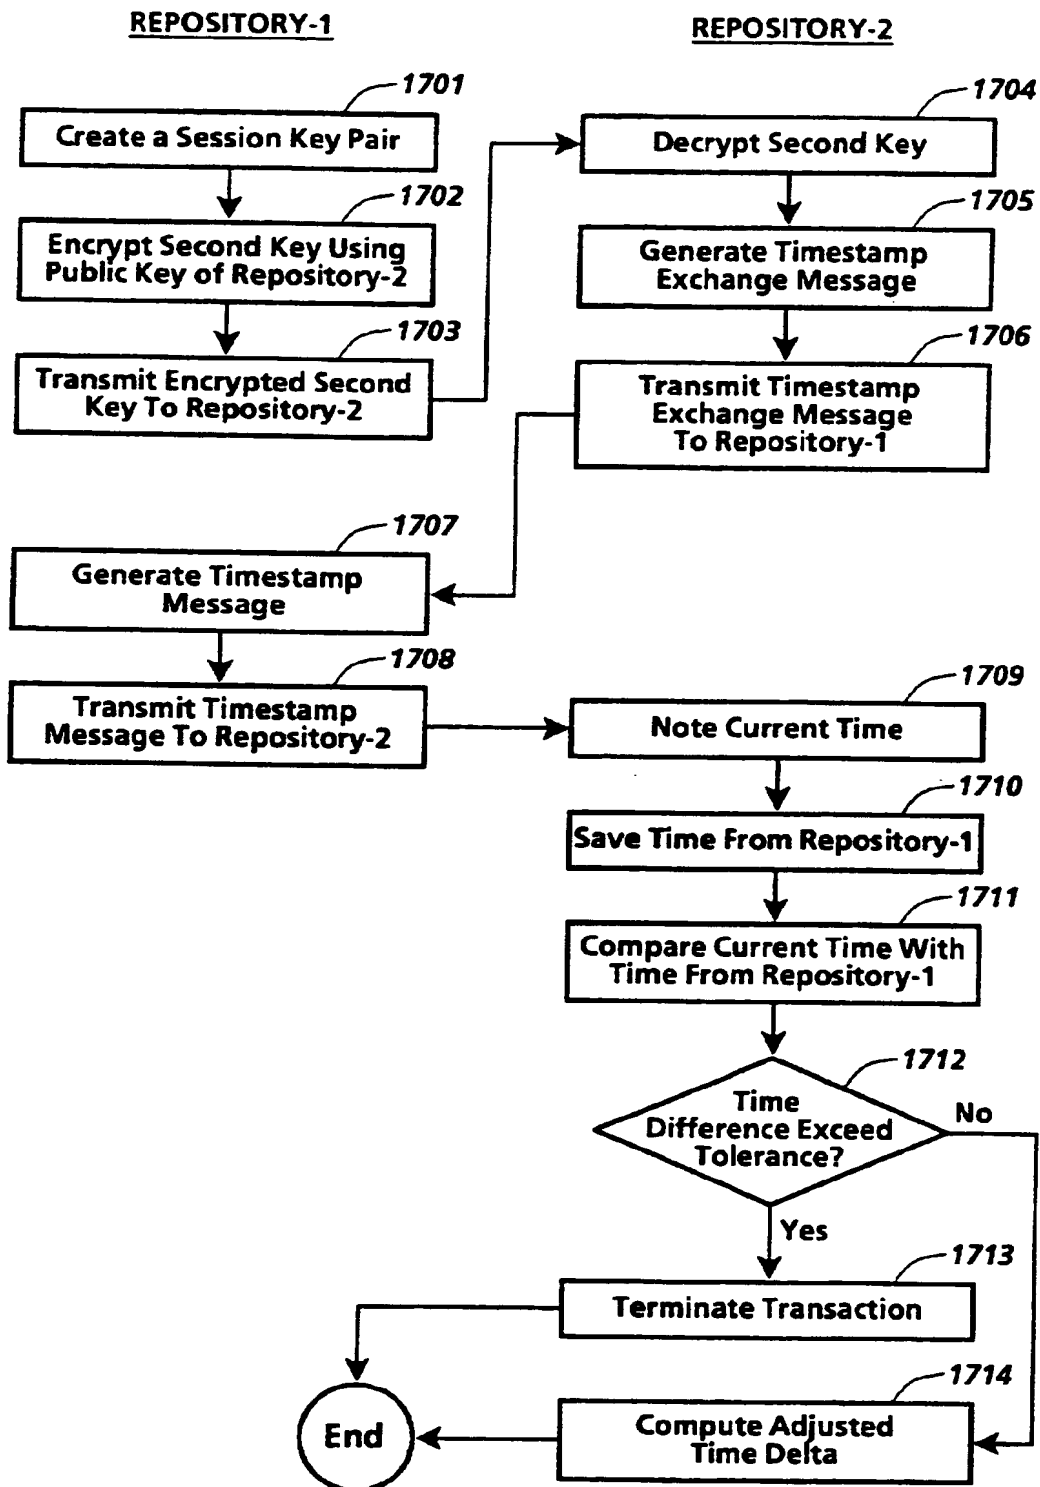 REPOSITORY-1
REPOSITORY-2
1701
Create a Session Key Pair
1702
Encrypt Second Key Using
Public Key of Repository-2
1703
Transmit Encrypted Second
Key To Repository-2
1704
Decrypt Second Key
1705
Generate Timestamp
Exchange Message
1706
Transmit Timestamp
Exchange Message
To Repository-1
1707
Generate Timestamp
Message
1708
Transmit Timestamp
Message To Repository-2
1709
Note Current Time
1710
Save Time From Repository-1
1711
Compare Current Time With
Time From Repository-1
1712
Time
Difference Exceed
Tolerance?
No
Yes
1713
Terminate Transaction
1714
Compute Adjusted
Time Delta
End